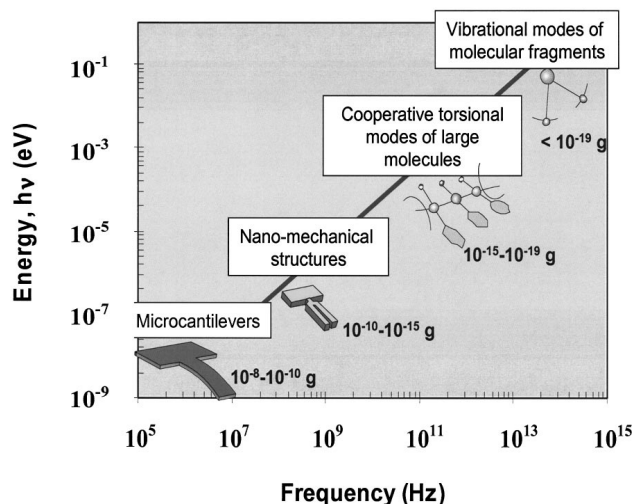 Vibrational modes of
molecular fragments
10⁻¹
Cooperative torsional
modes of large
molecules
< 10⁻¹⁹ g
10⁻³
Energy, hν (eV)
10⁻⁵
Nano-mechanical
structures
10⁻¹⁵-10⁻¹⁹ g
10⁻⁷
Microcantilevers
10⁻¹⁰-10⁻¹⁵ g
10⁻⁸-10⁻¹⁰ g
10⁻⁹
10⁵ 10⁷ 10⁹ 10¹¹ 10¹³ 10¹⁵
Frequency (Hz)